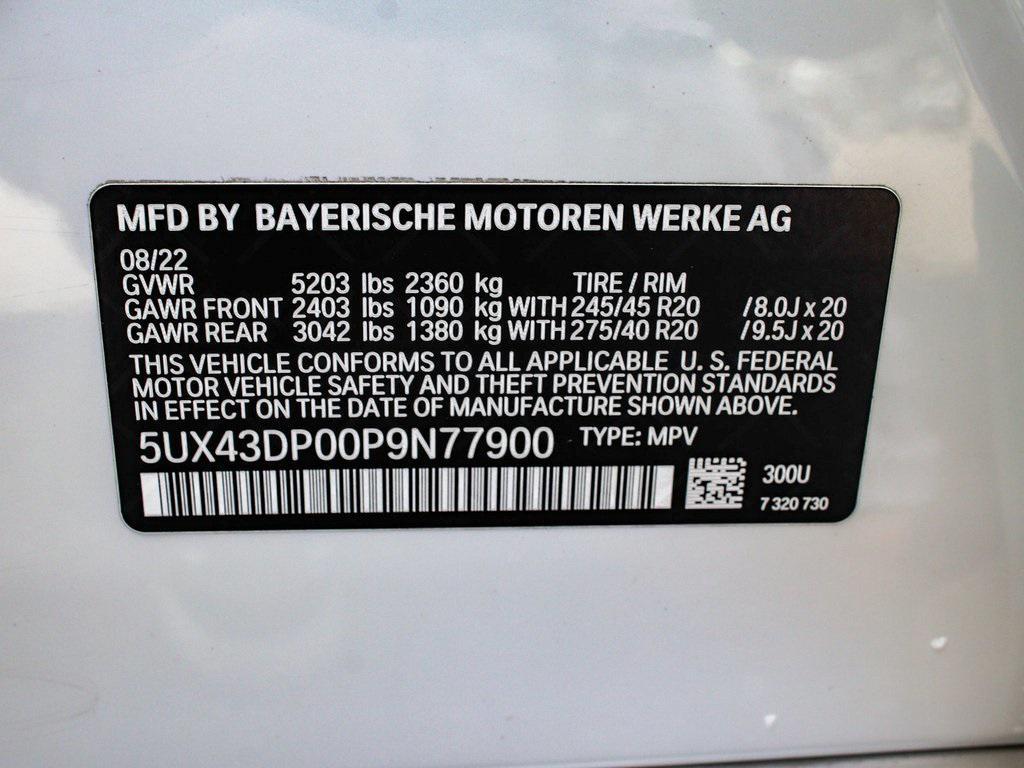 MFD BY BAYERISCHE MOTOREN WERKE AG
08/22
GVWR 5203 lbs 2360 kg TIRE / RIM
GAWR FRONT 2403 lbs 1090 kg WITH 245/45 R20 /8.0J x 20
GAWR REAR 3042 lbs 1380 kg WITH 275/40 R20 /9.5J x 20
THIS VEHICLE CONFORMS TO ALL APPLICABLE U. S. FEDERAL
MOTOR VEHICLE SAFETY AND THEFT PREVENTION STANDARDS
IN EFFECT ON THE DATE OF MANUFACTURE SHOWN ABOVE.
5UX43DP00P9N77900 TYPE: MPV
300U
7 320 730